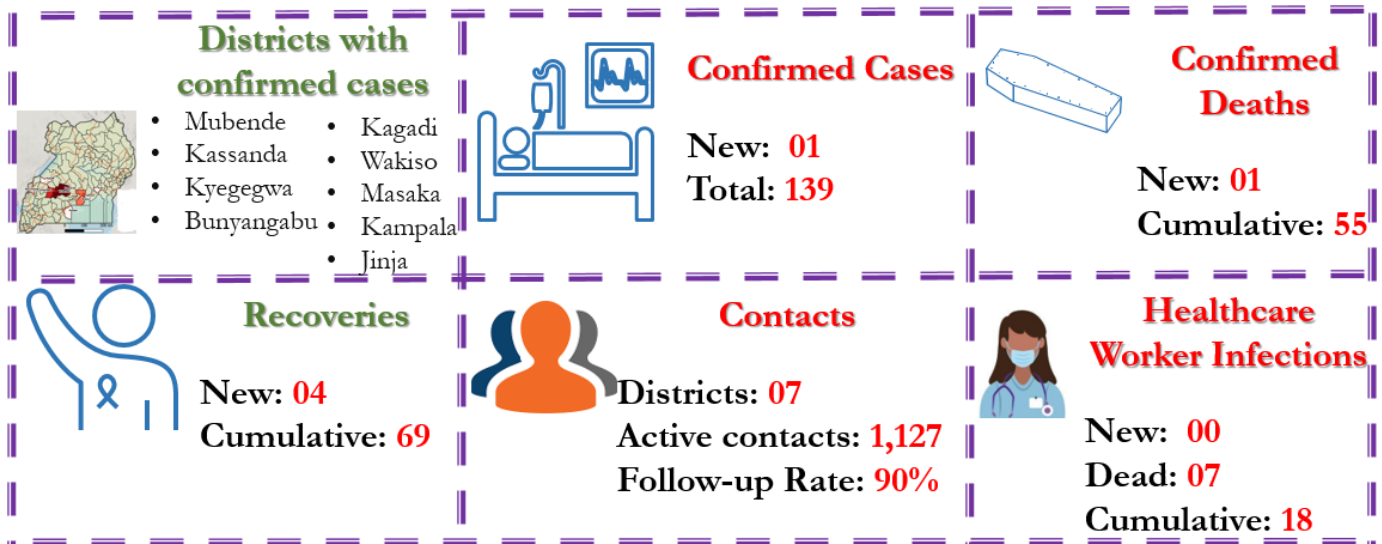 Districts with
confirmed cases
• Mubende
• Kassanda
• Kyegegwa
• Bunyangabu
• Kagadi
• Wakiso
• Masaka
• Kampala
• Jinja
Confirmed Cases
New: 01
Total: 139
Confirmed
Deaths
New: 01
Cumulative: 55
Recoveries
New: 04
Cumulative: 69
Contacts
Districts: 07
Active contacts: 1,127
Follow-up Rate: 90%
Healthcare
Worker Infections
New: 00
Dead: 07
Cumulative: 18